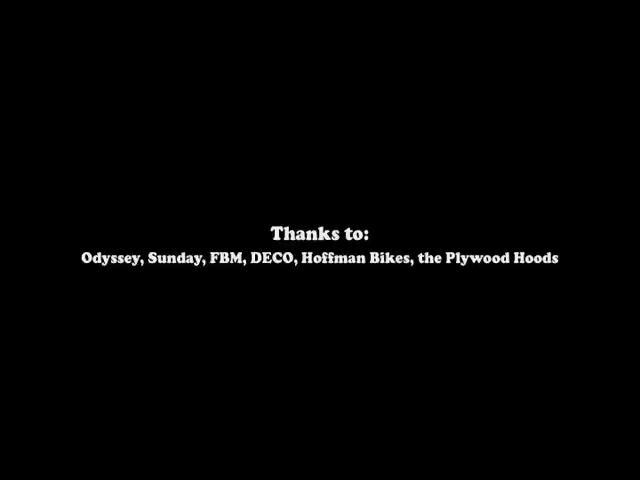 Thanks to:
Odyssey, Sunday, FBM, DECO, Hoffman Bikes, the Plywood Hoods